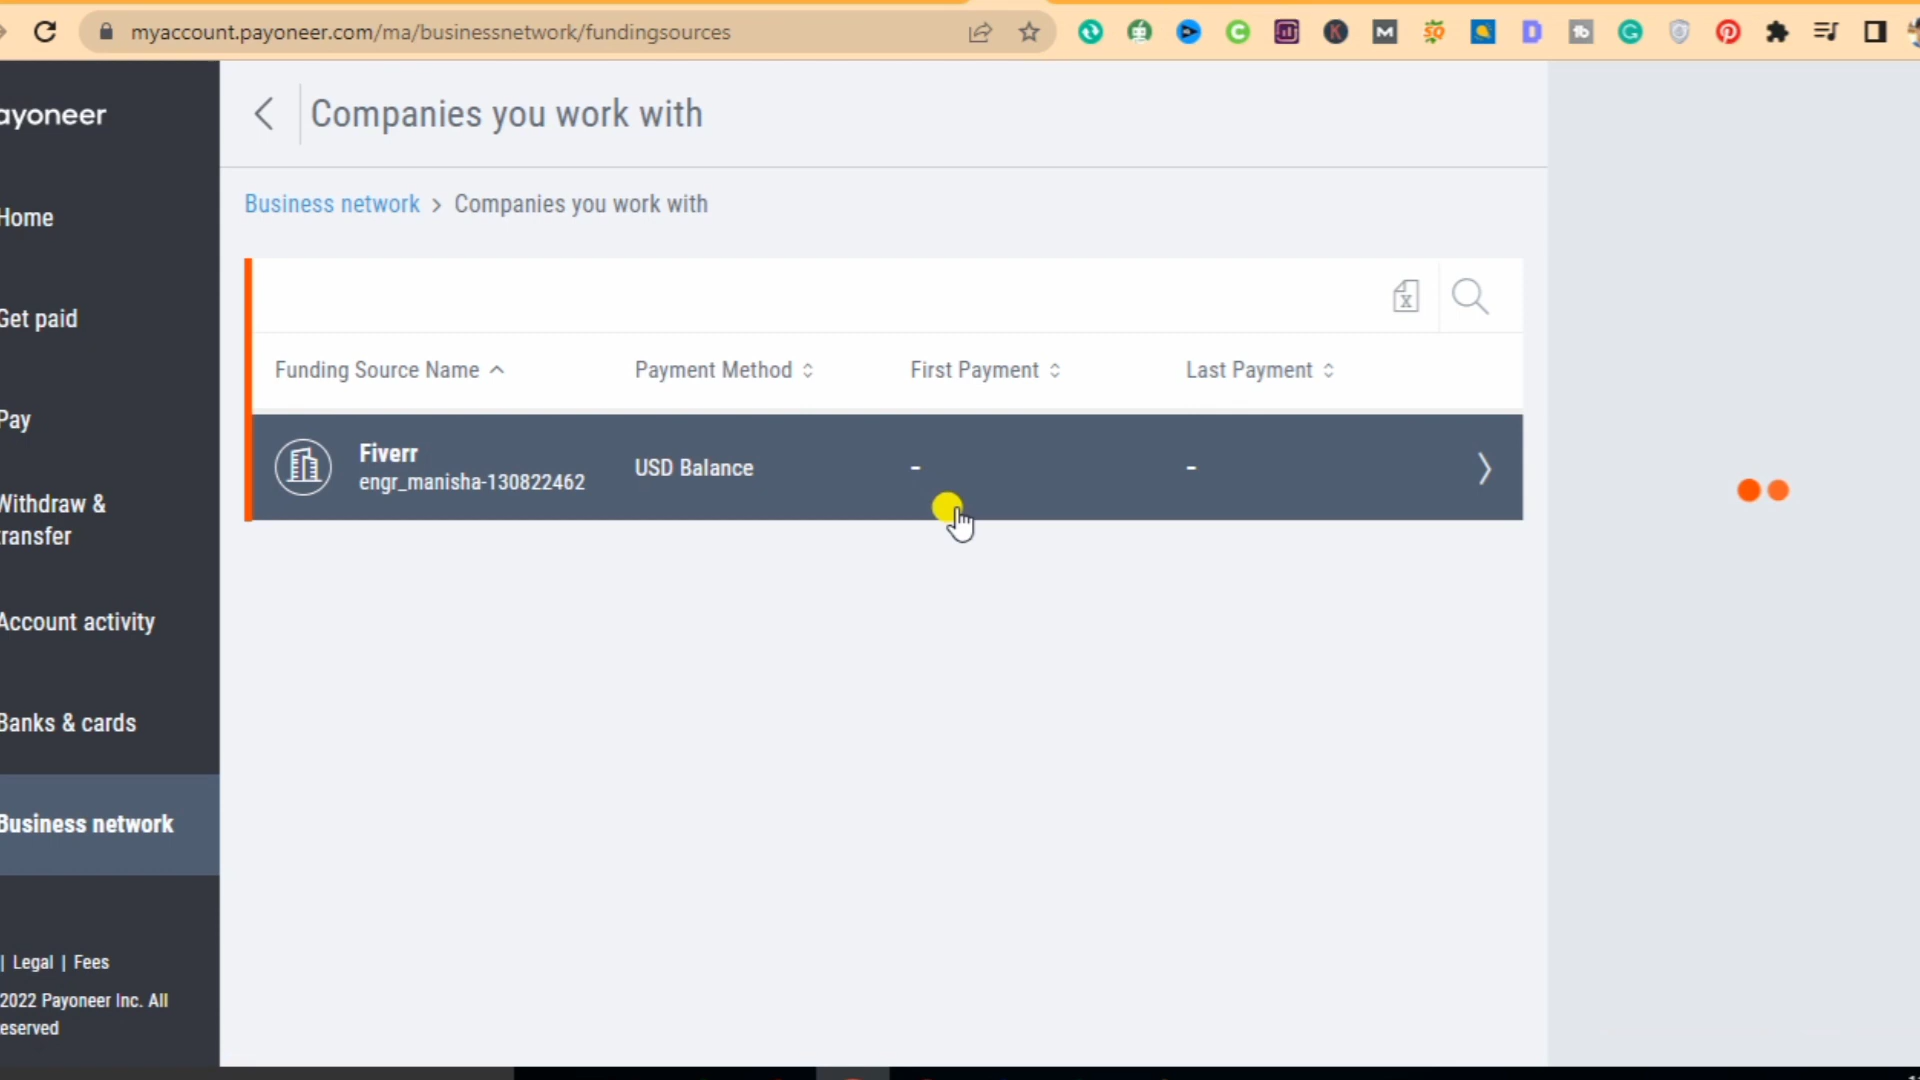 myaccount.payoneer.com/ma/businessnetwork/fundingsources
ayoneer
Companies you work with
Business network > Companies you work with
Home
Get paid
Pay
Withdraw &
transfer
Account activity
Banks & cards
Business network
Funding Source Name
Payment Method
First Payment
Last Payment
Fiverr
engr_manisha-130822462
USD Balance
-
-
| Legal | Fees
2022 Payoneer Inc. All
eserved